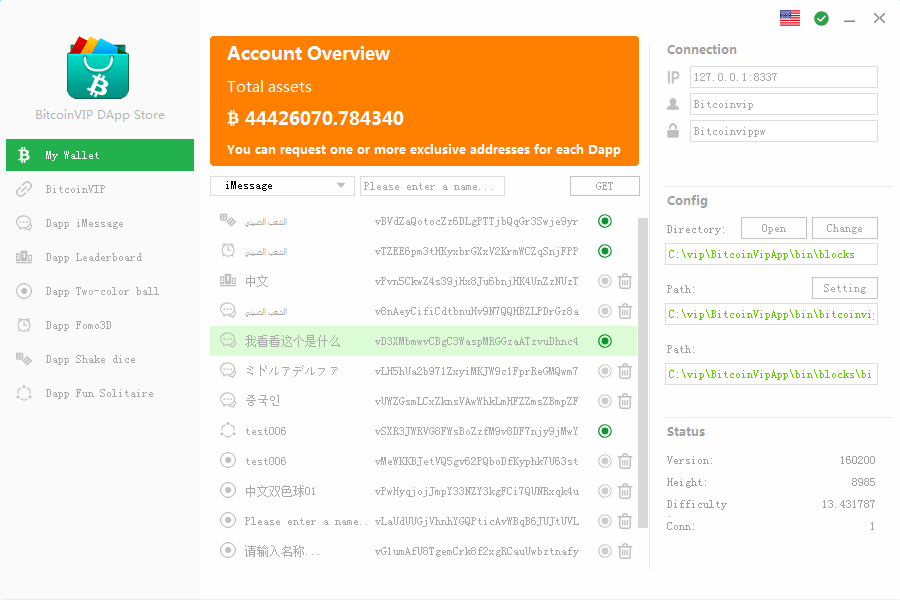 BitcoinVIP DApp Store
My Wallet
BitcoinVIP
Dapp iMessage
Dapp Leaderboard
Dapp Two-color ball
Dapp Fomo3D
Dapp Shake dice
Dapp Fun Solitaire
Account Overview
Total assets
฿ 44426070.784340
You can request one or more exclusive addresses for each Dapp
iMessage Please enter a name... GET
الشعب الصيني vBVdZaQotocZz6DLgPTTjbQqGr3Swje9yr
الشعب الصيني vTZEE6pm3tHKyxbrGXxV2KrmWCZqSnjFPP
中文 vPvn5CkwZ4s39jHx8Ju6bnjHK4UnZzNUzT
الشعب الصيني v8nAeyCifiCdtbnuHv9N7QQHBZLPDrGz8a
我看看这个是什么 vD3XMbmwvCBgC3WaspMRGGzaATzvuDhnc4
ミドルアデルファ vLH5hUa2b971ZxyiMKJW9c1FprReGMQwm7
중국인 vUWZGsmLCxZknsVAwWhkLmHFZZmsZBmpZF
test006 vSXR3JWRVG8FWsBoZzfM9v8DF7njy9jMwY
test006 vMeWKKBJetVQ5gv62PQboDfKyphk7U63st
中文双色球01 vPwHyqjojJmpY33NZY3kgFCi7QUNRxqk4u
Please enter a name.. vLaUdUUGjVhnhYGQPticAvWBqB6JUJtUVL
请输入名称... vG1umAfU8TgemCrk8f2xgRCauUwbztnafy
Connection
IP 127.0.0.1:8337
Bitcoinvip
Bitcoinvippw
Config
Directory: Open Change
C:\vip\BitcoinVipApp\bin\blocks
Path: Setting
C:\vip\BitcoinVipApp\bin\bitcoinvi
Path:
C:\vip\BitcoinVipApp\bin\blocks\bi
Status
Version: 160200
Height: 8985
Difficulty 13.431787
Conn: 1